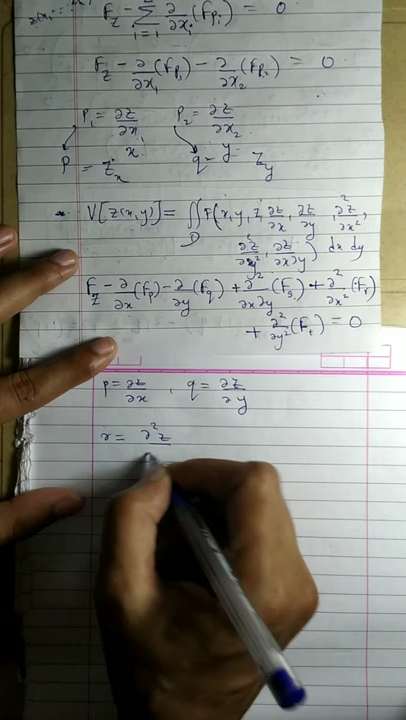 F_z - Σ_{i=1}^{2} ∂/∂x_i (F_{p_i}) = 0
F_z - ∂/∂x_1 (F_{p_1}) - ∂/∂x_2 (F_{p_2}) = 0
p_1 = ∂z/∂x_1 p_2 = ∂z/∂x_2
x y
p = z_x q = z_y
V[z(x,y)] = ∬_D F(x, y, z, ∂z/∂x, ∂z/∂y, ∂²z/∂x²,
∂²z/∂y², ∂²z/∂x∂y) dx dy
F_z - ∂/∂x (F_p) - ∂/∂y (F_q) + ∂²/∂x∂y (F_s) + ∂²/∂x² (F_r)
+ ∂²/∂y² (F_t) = 0
p = ∂z/∂x , q = ∂z/∂y
r = ∂²z